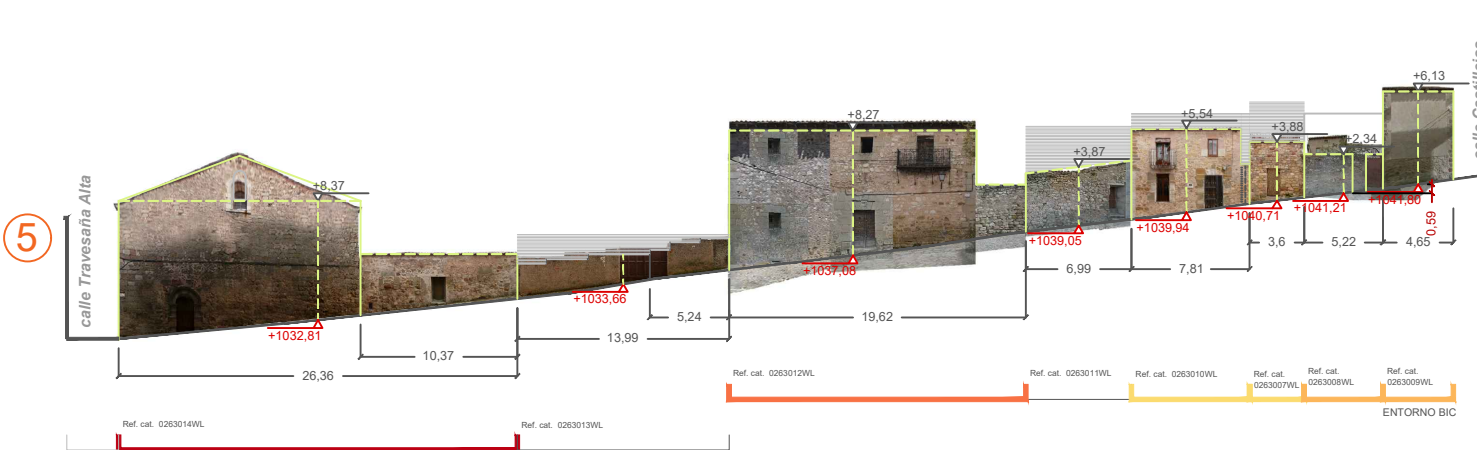 5
calle Travesaña Alta
+8,37
+1032,81
10,37
26,36
+1033,66
5,24
13,99
+8,27
+1037,08
19,62
+3,87
+1039,05
6,99
+5,54
+1039,94
7,81
+3,88
+1040,71
3,6
+2,34
+1041,21
5,22
+6,13
+1041,80
0,59
4,65
Ref. cat. 0263014WL
Ref. cat. 0263013WL
Ref. cat. 0263012WL
Ref. cat. 0263011WL
Ref. cat. 0263010WL
Ref. cat.
0263007WL
Ref. cat.
0263008WL
Ref. cat.
0263009WL
ENTORNO BIC